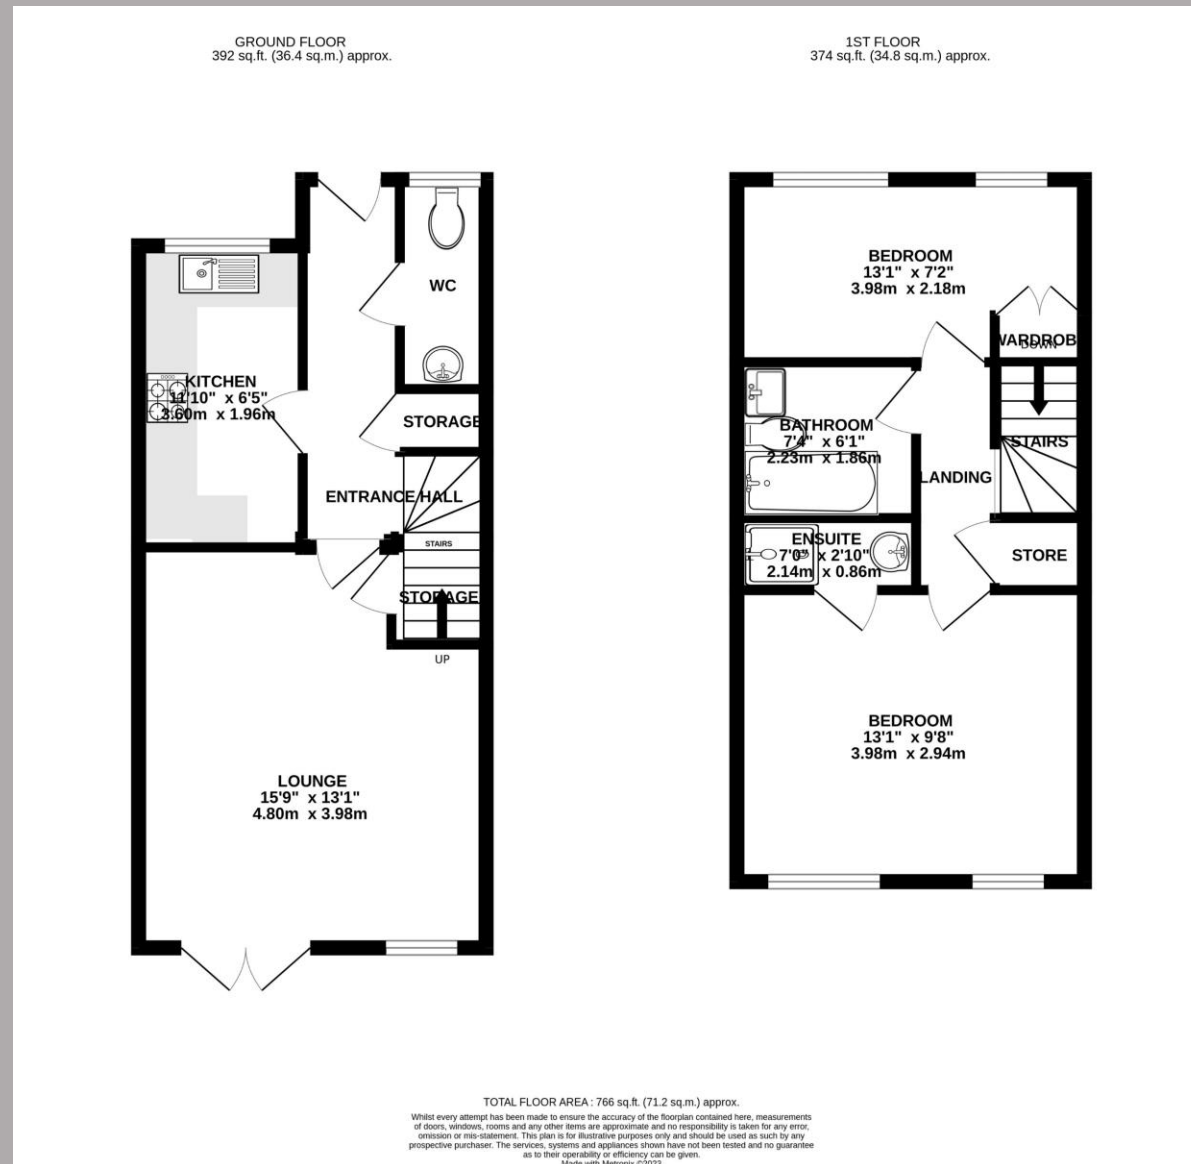 GROUND FLOOR
392 sq.ft. (36.4 sq.m.) approx.
1ST FLOOR
374 sq.ft. (34.8 sq.m.) approx.
WC
KITCHEN
11'10" x 6'5"
3.60m x 1.96m
STORAGE
ENTRANCE HALL
STAIRS
STORAGE
UP
LOUNGE
15'9" x 13'1"
4.80m x 3.98m
BEDROOM
13'1" x 7'2"
3.98m x 2.18m
WARDROB
DOWN
BATHROOM
7'4" x 6'1"
2.23m x 1.86m
STAIRS
LANDING
ENSUITE
7'0" x 2'10"
2.14m x 0.86m
STORE
BEDROOM
13'1" x 9'8"
3.98m x 2.94m
TOTAL FLOOR AREA : 766 sq.ft. (71.2 sq.m.) approx.
Whilst every attempt has been made to ensure the accuracy of the floorplan contained here, measurements
of doors, windows, rooms and any other items are approximate and no responsibility is taken for any error,
omission or mis-statement. This plan is for illustrative purposes only and should be used as such by any
prospective purchaser. The services, systems and appliances shown have not been tested and no guarantee
as to their operability or efficiency can be given.
Made with Metropix ©2023